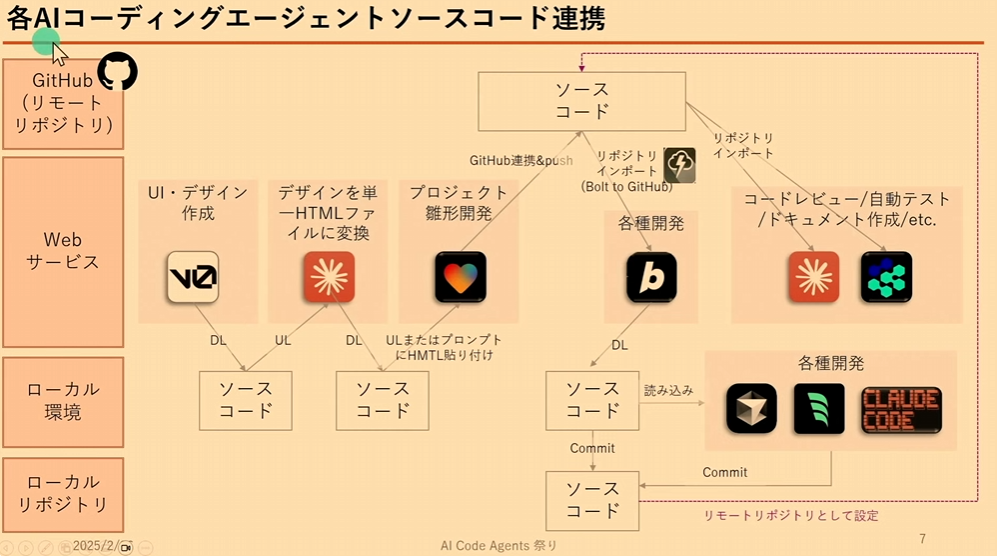 各AIコーディングエージェントソースコード連携
GitHub
(リモート
リポジトリ)
ソース
コード
GitHub連携&push
リポジトリ
インポート
(Bolt to GitHub)
リポジトリ
インポート
Web
サービス
UI・デザイン
作成
v0
デザインを単
一HTMLファ
イルに変換
プロジェクト
雛形開発
各種開発
b
コードレビュー/自動テスト
/ドキュメント作成/etc.
DL
UL
DL
ULまたはプロンプト
にHMTL貼り付け
DL
ローカル
環境
ソース
コード
ソース
コード
ソース
コード
読み込み
各種開発
CLAUDE
CODE
Commit
Commit
ローカル
リポジトリ
ソース
コード
リモートリポジトリとして設定
2025/2/
AI Code Agents 祭り
7